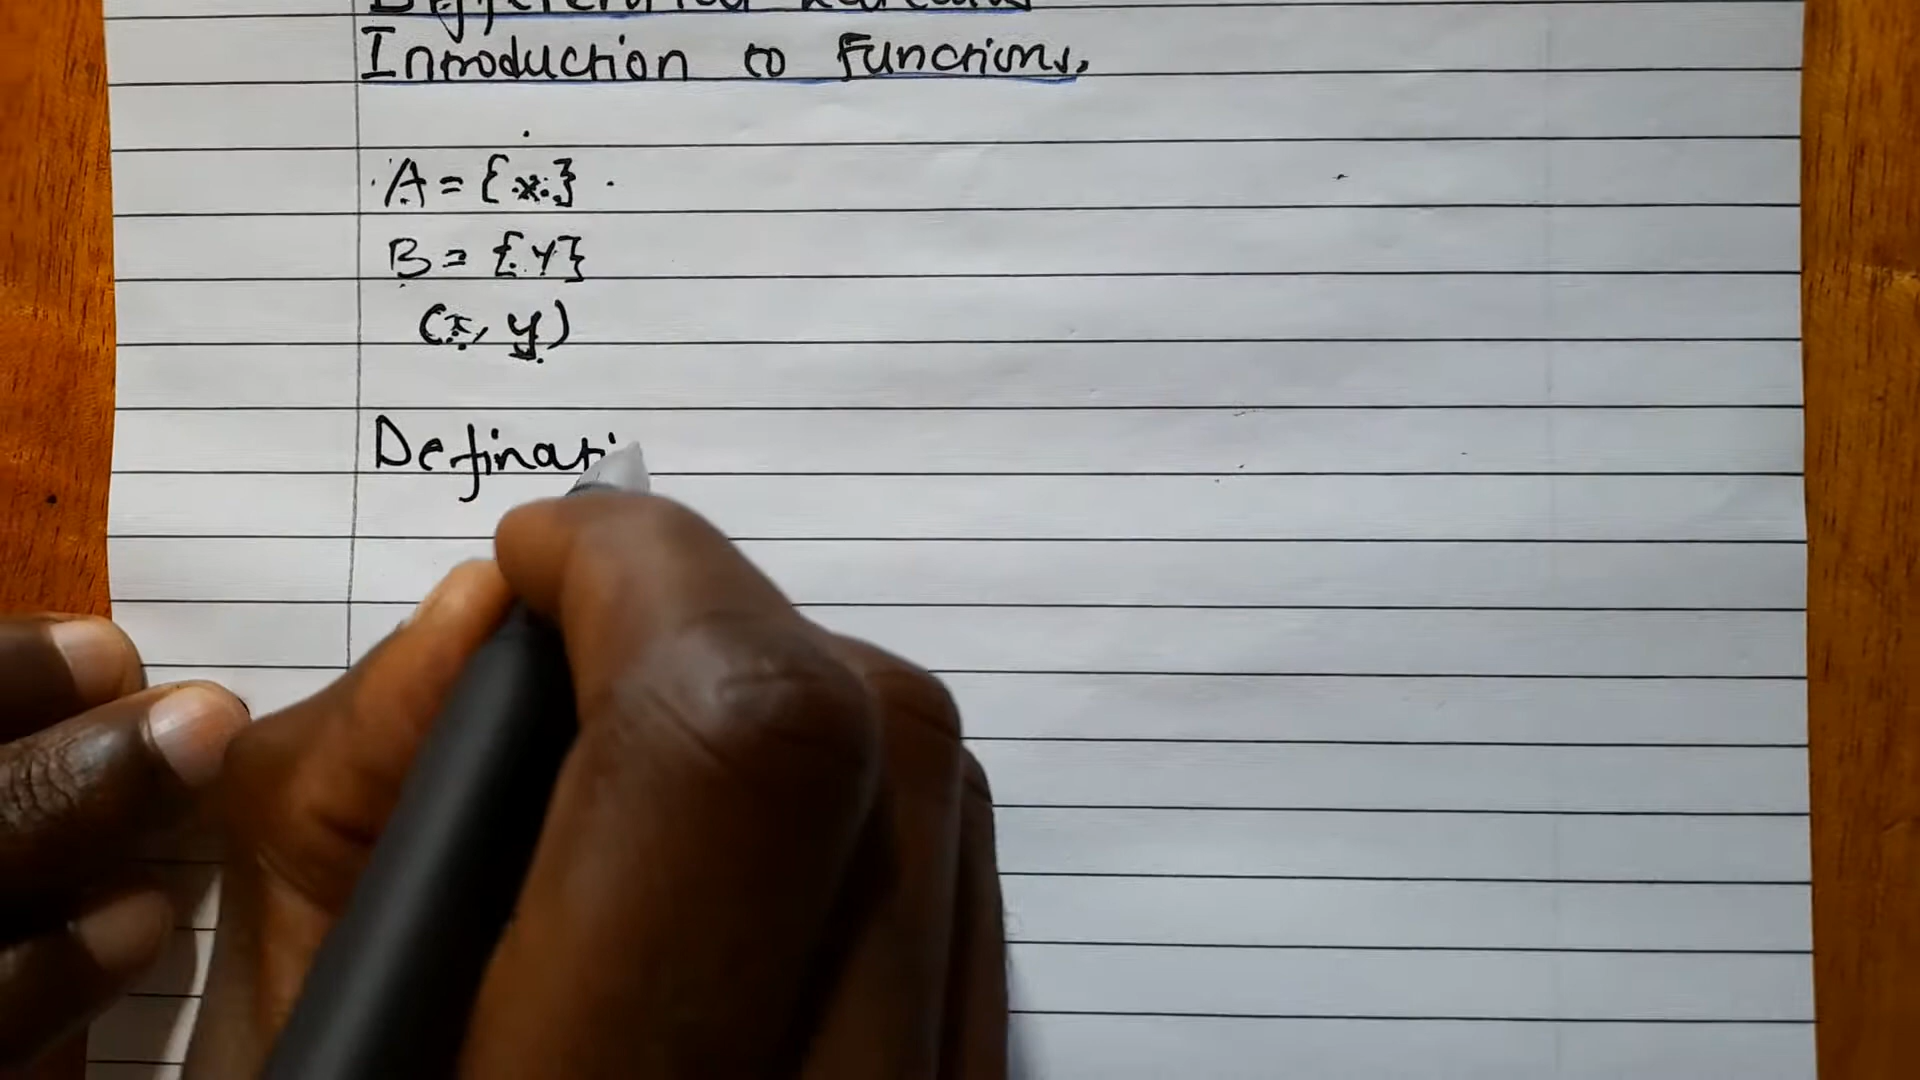 Introduction to Functions.
A = {x}
B = {Y}
(x, y)
Definati